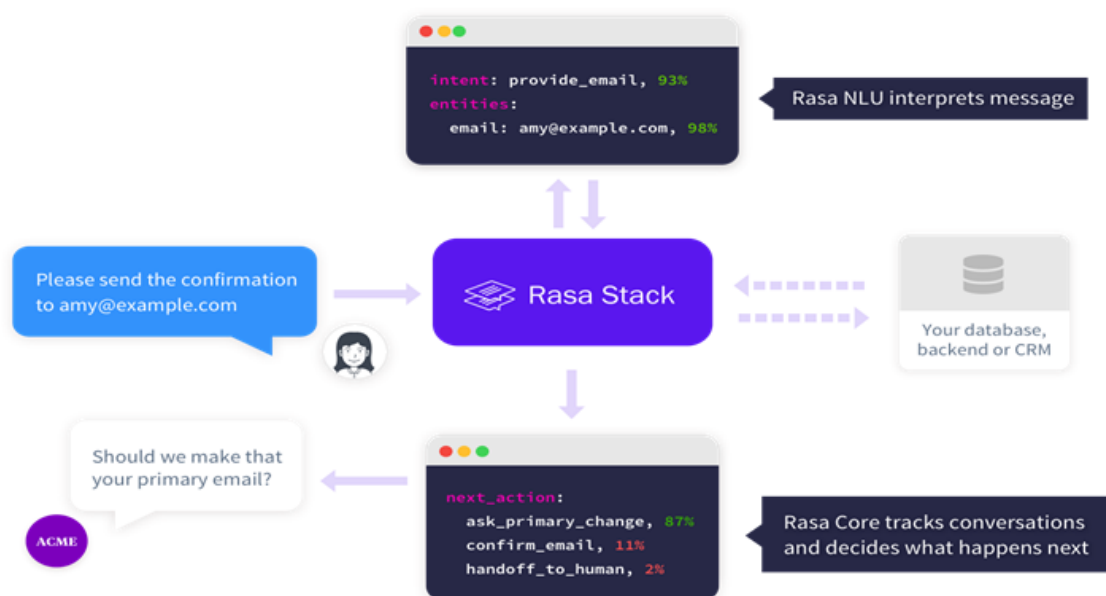 intent: provide_email, 93%
entities:
email: amy@example.com, 98%
Rasa NLU interprets message
Please send the confirmation
to amy@example.com
Rasa Stack
Your database,
backend or CRM
Should we make that
your primary email?
ACME
next_action:
ask_primary_change, 87%
confirm_email, 11%
handoff_to_human, 2%
Rasa Core tracks conversations
and decides what happens next